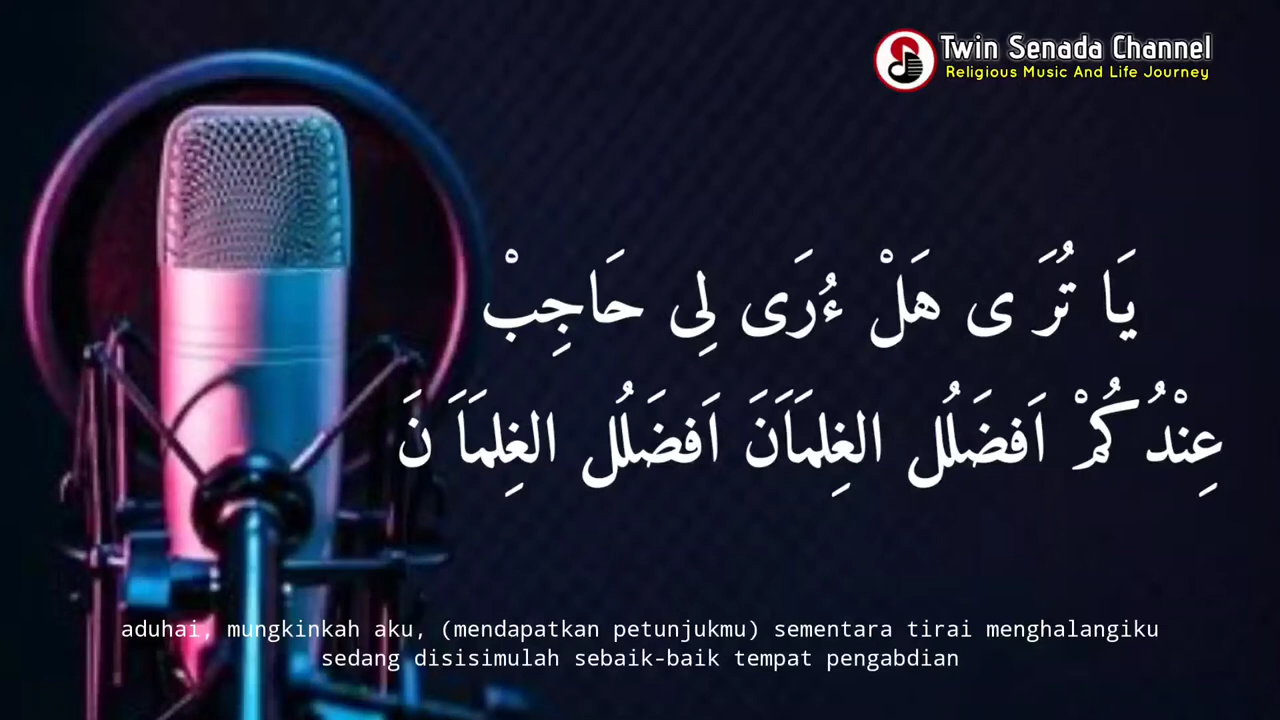 Twin Senada Channel
Religious Music And Life Journey
يَا تُرَ ى هَلْ ءُرَى لِى حَاجِبْ
عِنْدُكُمْ اَفضَلُل الغِلمَاَنَ اَفضَلُل الغِلمَاَ نَ
aduhai, mungkinkah aku, (mendapatkan petunjukmu) sementara tirai menghalangiku
sedang disisimulah sebaik-baik tempat pengabdian